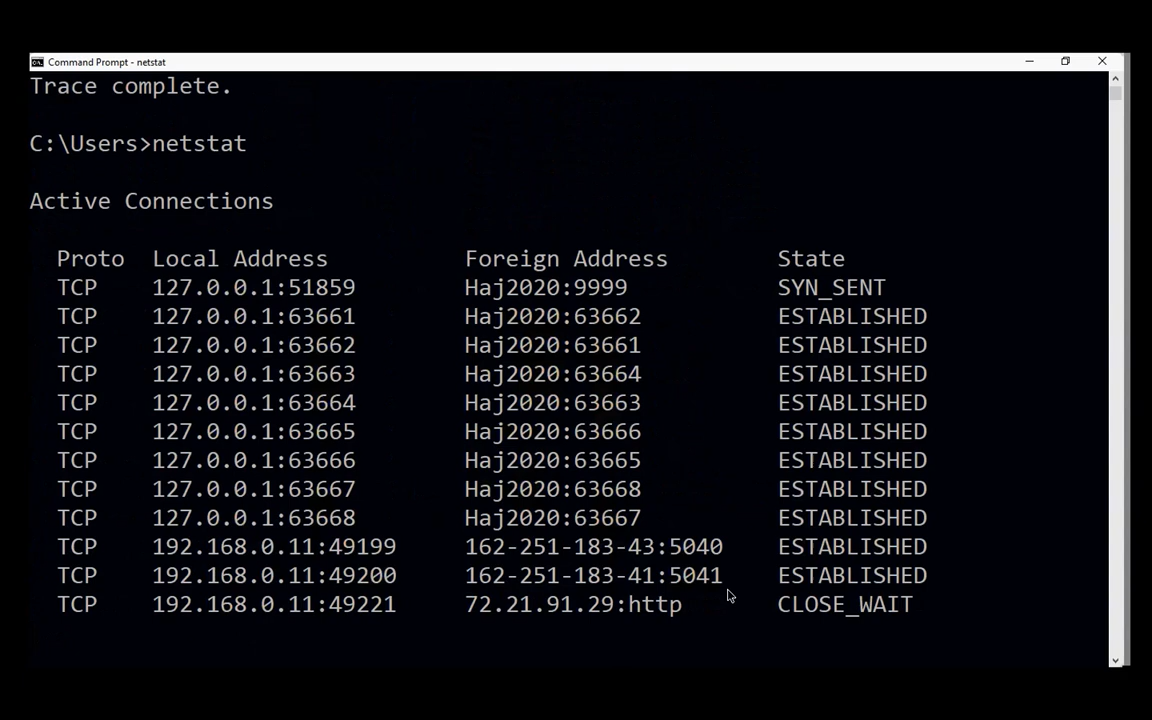 Command Prompt - netstat
Trace complete.
C:\Users>netstat
Active Connections
Proto Local Address Foreign Address State
TCP 127.0.0.1:51859 Haj2020:9999 SYN_SENT
TCP 127.0.0.1:63661 Haj2020:63662 ESTABLISHED
TCP 127.0.0.1:63662 Haj2020:63661 ESTABLISHED
TCP 127.0.0.1:63663 Haj2020:63664 ESTABLISHED
TCP 127.0.0.1:63664 Haj2020:63663 ESTABLISHED
TCP 127.0.0.1:63665 Haj2020:63666 ESTABLISHED
TCP 127.0.0.1:63666 Haj2020:63665 ESTABLISHED
TCP 127.0.0.1:63667 Haj2020:63668 ESTABLISHED
TCP 127.0.0.1:63668 Haj2020:63667 ESTABLISHED
TCP 192.168.0.11:49199 162-251-183-43:5040 ESTABLISHED
TCP 192.168.0.11:49200 162-251-183-41:5041 ESTABLISHED
TCP 192.168.0.11:49221 72.21.91.29:http CLOSE_WAIT